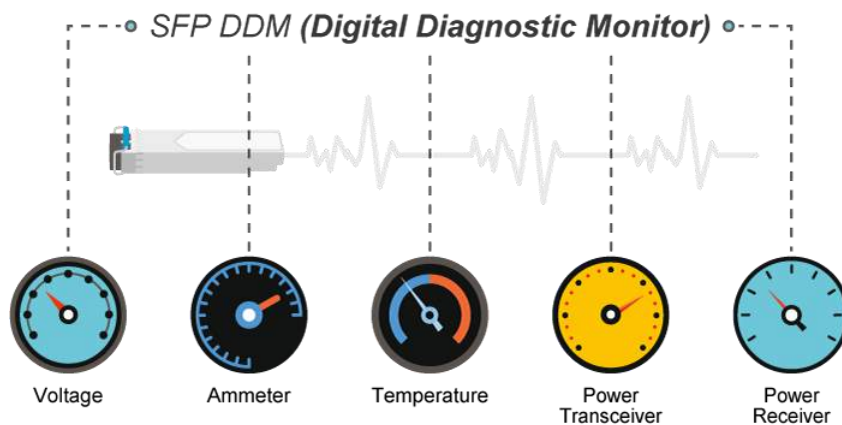 SFP DDM (Digital Diagnostic Monitor)
Voltage
Ammeter
Temperature
Power
Transceiver
Power
Receiver